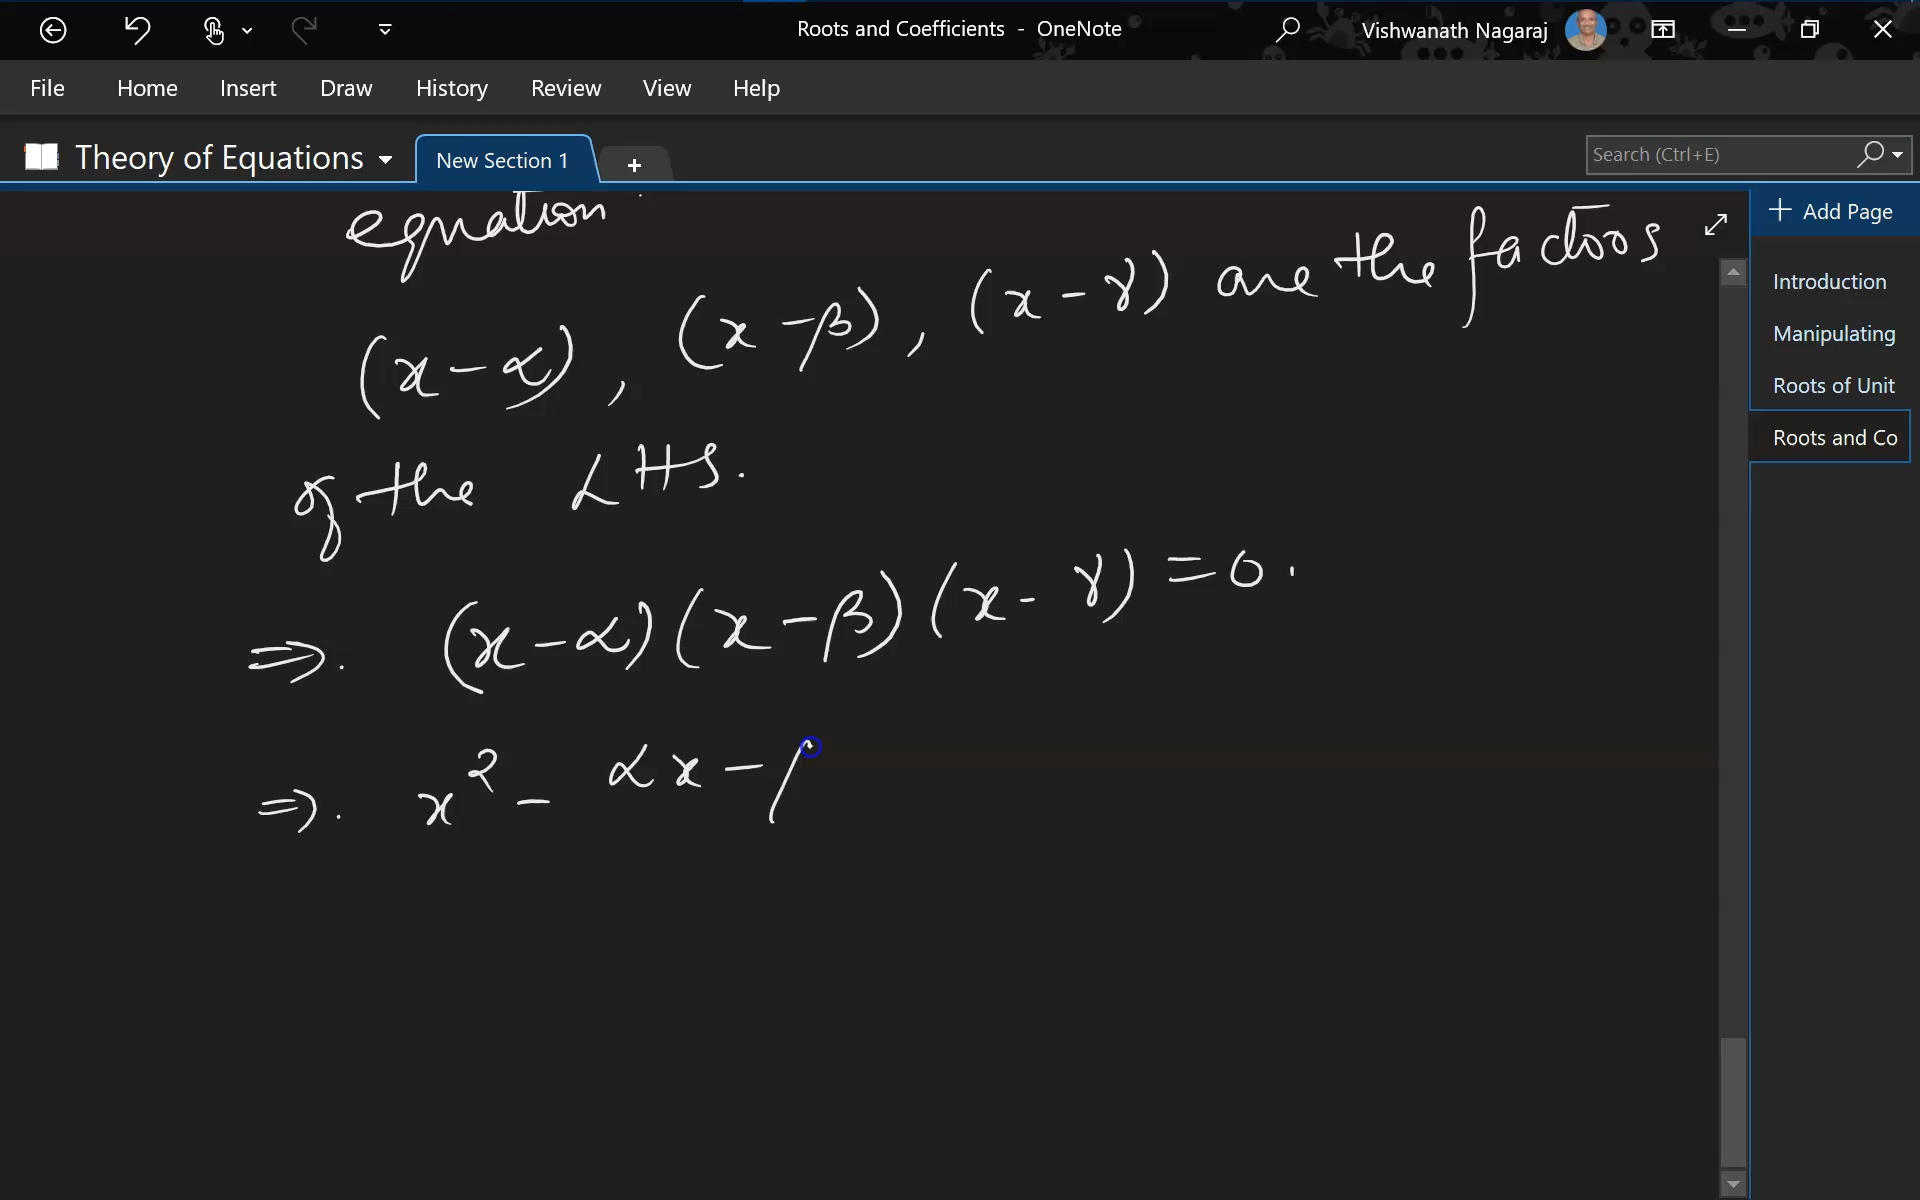 Roots and Coefficients - OneNote
Vishwanath Nagaraj
File Home Insert Draw History Review View Help
Theory of Equations
New Section 1
+
Search (Ctrl+E)
+ Add Page
Introduction
Manipulating
Roots of Unit
Roots and Co
equation.
(x-α), (x-β), (x-γ) are the factors
of the LHS.
⇒. (x-α)(x-β)(x-γ)=0.
⇒. x² - αx -